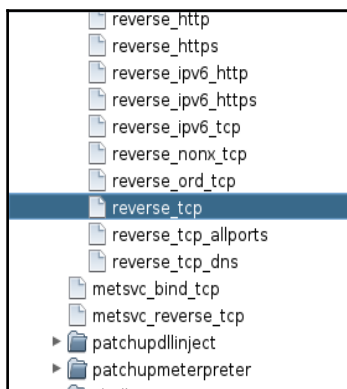 reverse_http
reverse_https
reverse_ipv6_http
reverse_ipv6_https
reverse_ipv6_tcp
reverse_nonx_tcp
reverse_ord_tcp
reverse_tcp
reverse_tcp_allports
reverse_tcp_dns
metsvc_bind_tcp
metsvc_reverse_tcp
patchupdllinject
patchupmeterpreter